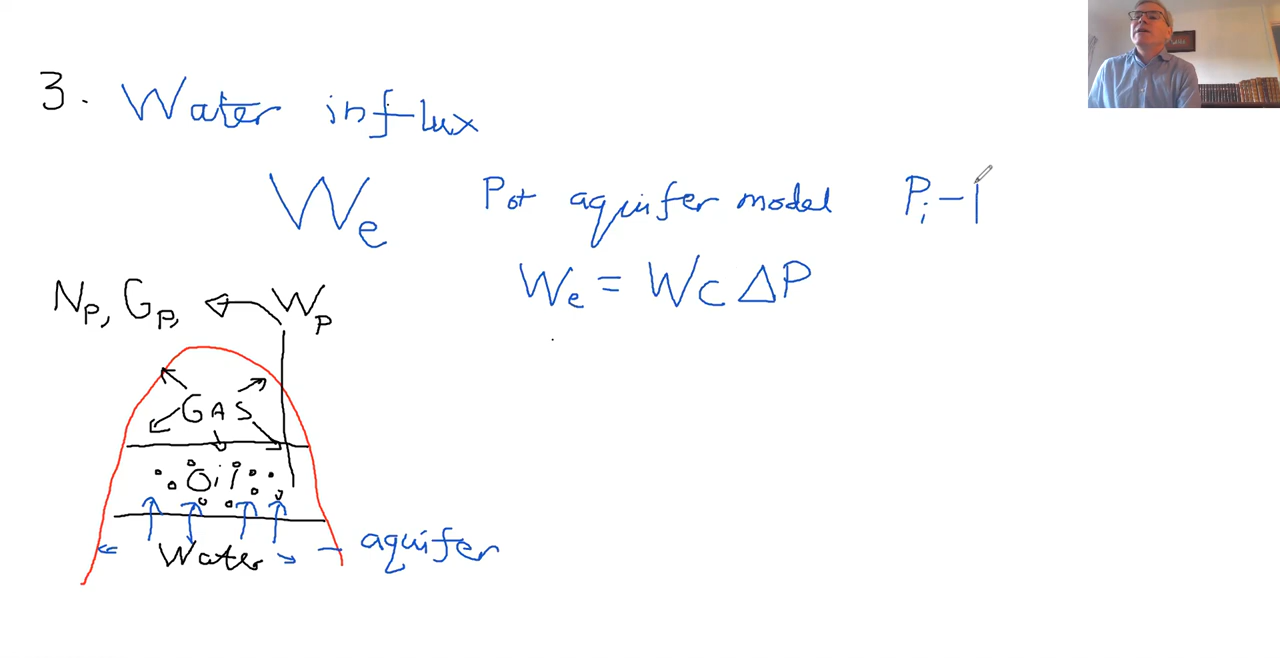 3. Water influx
We Pot aquifer model Pi -
We = WC ΔP
NP, GP, WP
GAS
Oil
Water aquifer